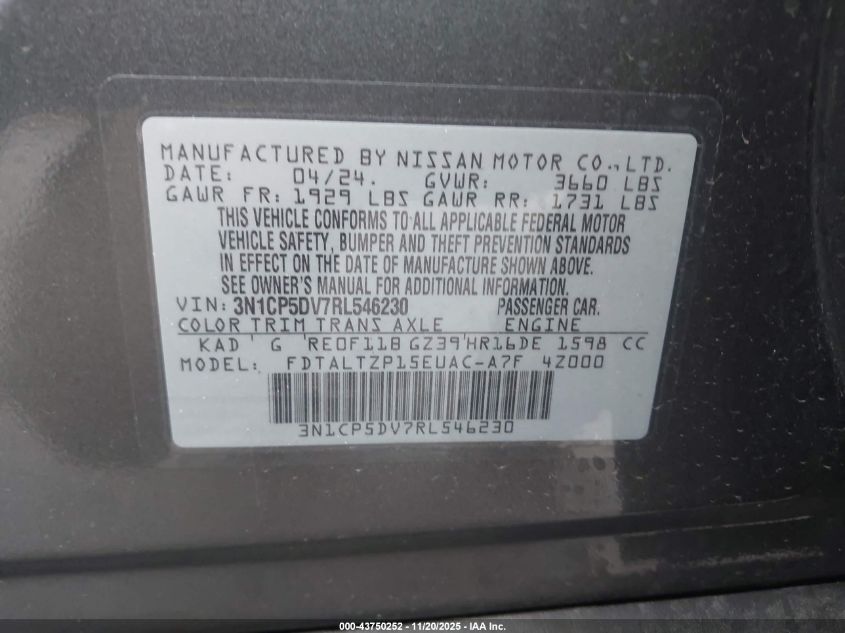 MANUFACTURED BY NISSAN MOTOR CO., LTD.
DATE: 04/24. GVWR: 3660 LBS
GAWR FR: 1929 LBS GAWR RR: 1731 LBS
THIS VEHICLE CONFORMS TO ALL APPLICABLE FEDERAL MOTOR
VEHICLE SAFETY, BUMPER AND THEFT PREVENTION STANDARDS
IN EFFECT ON THE DATE OF MANUFACTURE SHOWN ABOVE.
SEE OWNER'S MANUAL FOR ADDITIONAL INFORMATION.
VIN: 3N1CP5DV7RL546230 PASSENGER CAR.
COLOR TRIM TRANS AXLE ENGINE
KAD ' G 'RE0F11B GZ39'HR16DE 1598 CC
MODEL: FDTALTZP15EUAC-A7F 4Z000
3N1CP5DV7RL546230
000-43750252 - 11/20/2025 - IAA Inc.